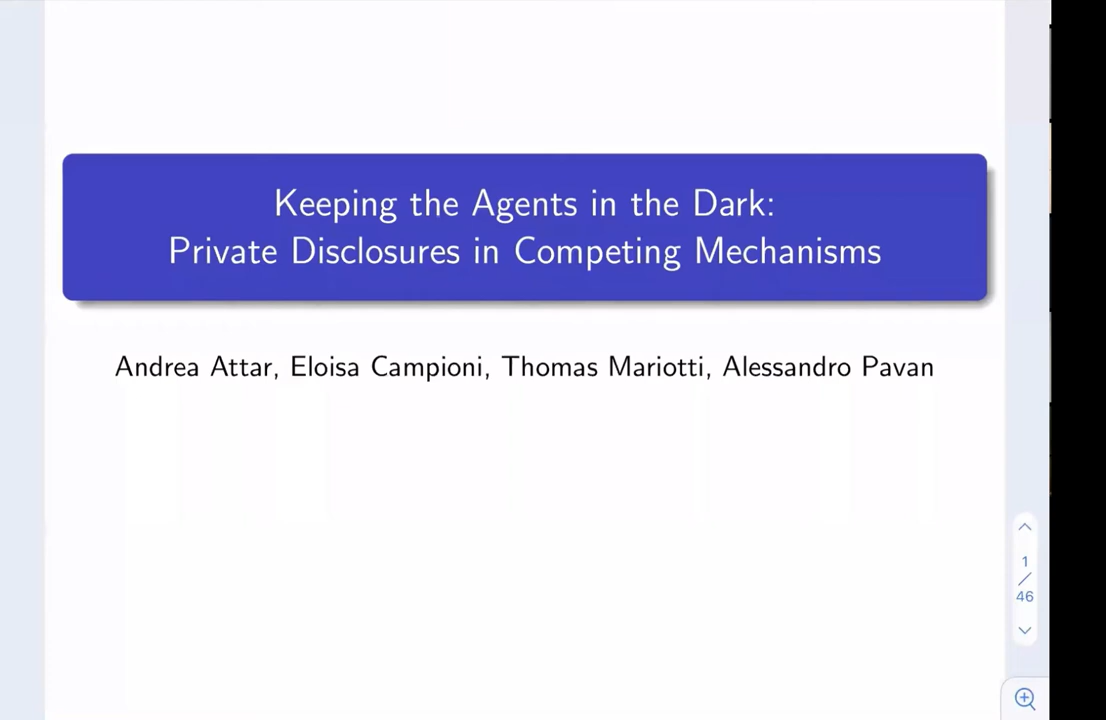 Keeping the Agents in the Dark:
Private Disclosures in Competing Mechanisms
Andrea Attar, Eloisa Campioni, Thomas Mariotti, Alessandro Pavan
1
/
46